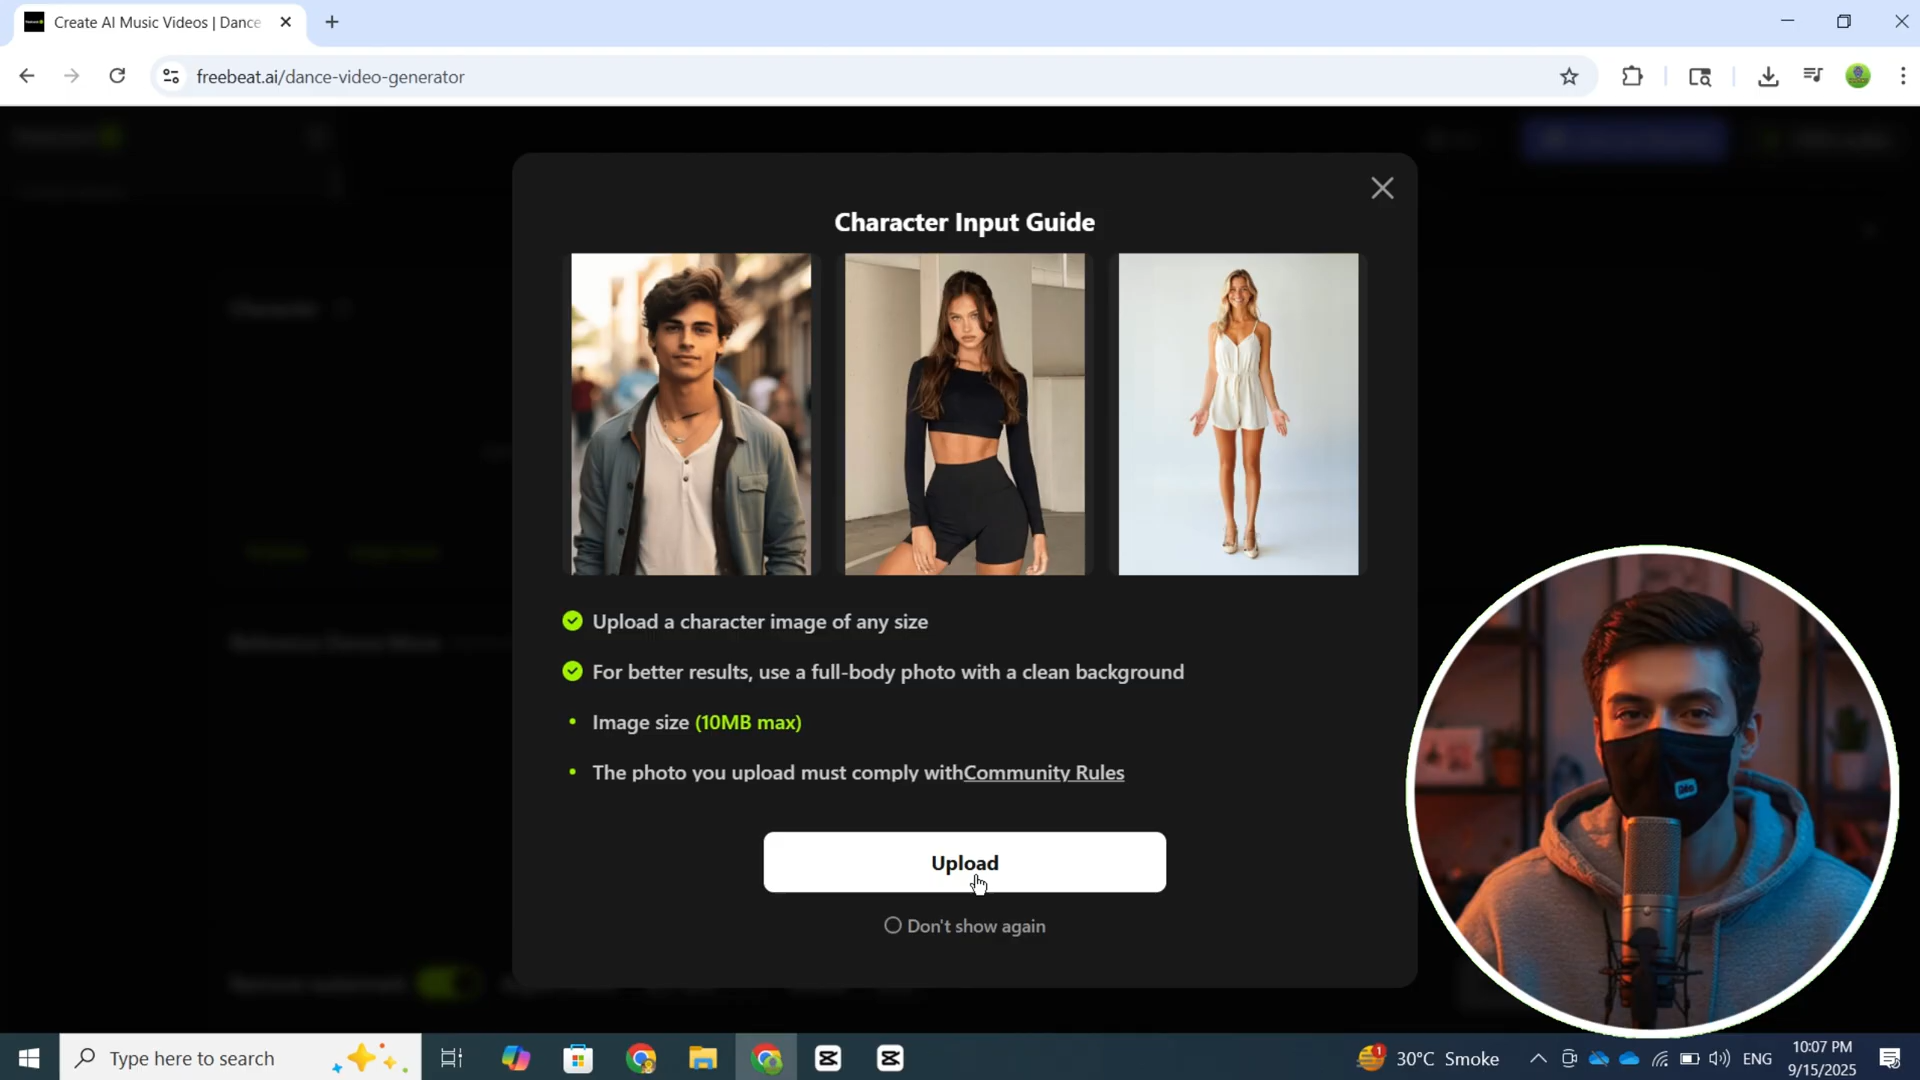 Create AI Music Videos | Dance
freebeat.ai/dance-video-generator
Character Input Guide
Upload a character image of any size
For better results, use a full-body photo with a clean background
Image size (10MB max)
The photo you upload must comply withCommunity Rules
Upload
Don't show again
Type here to search
1
30°C Smoke
ENG
10:07 PM
9/15/2025